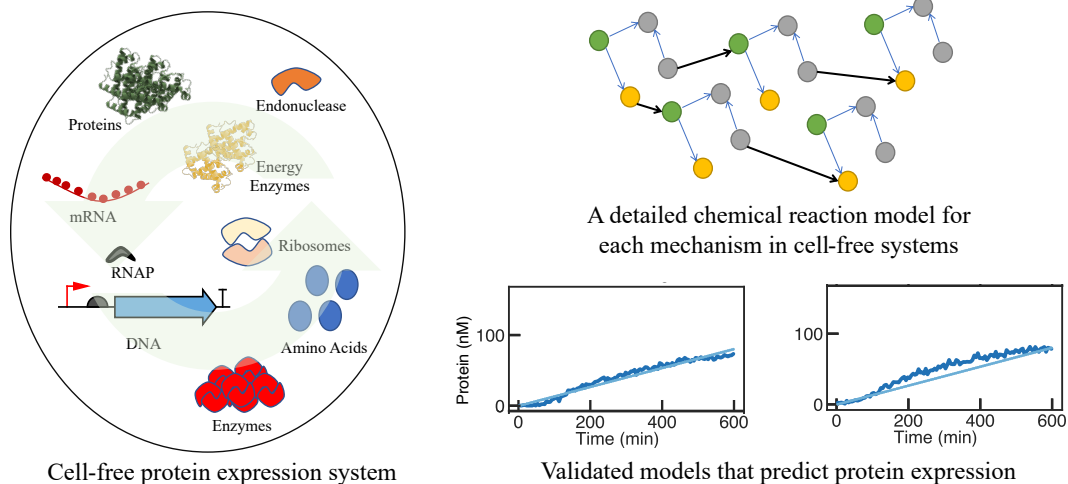 Proteins
Endonuclease
Energy
Enzymes
mRNA
Ribosomes
RNAP
DNA
Amino Acids
Enzymes
Cell-free protein expression system
A detailed chemical reaction model for
each mechanism in cell-free systems
Protein (nM)
100
0
0 200 400 600
Time (min)
100
0
0 200 400 600
Time (min)
Validated models that predict protein expression